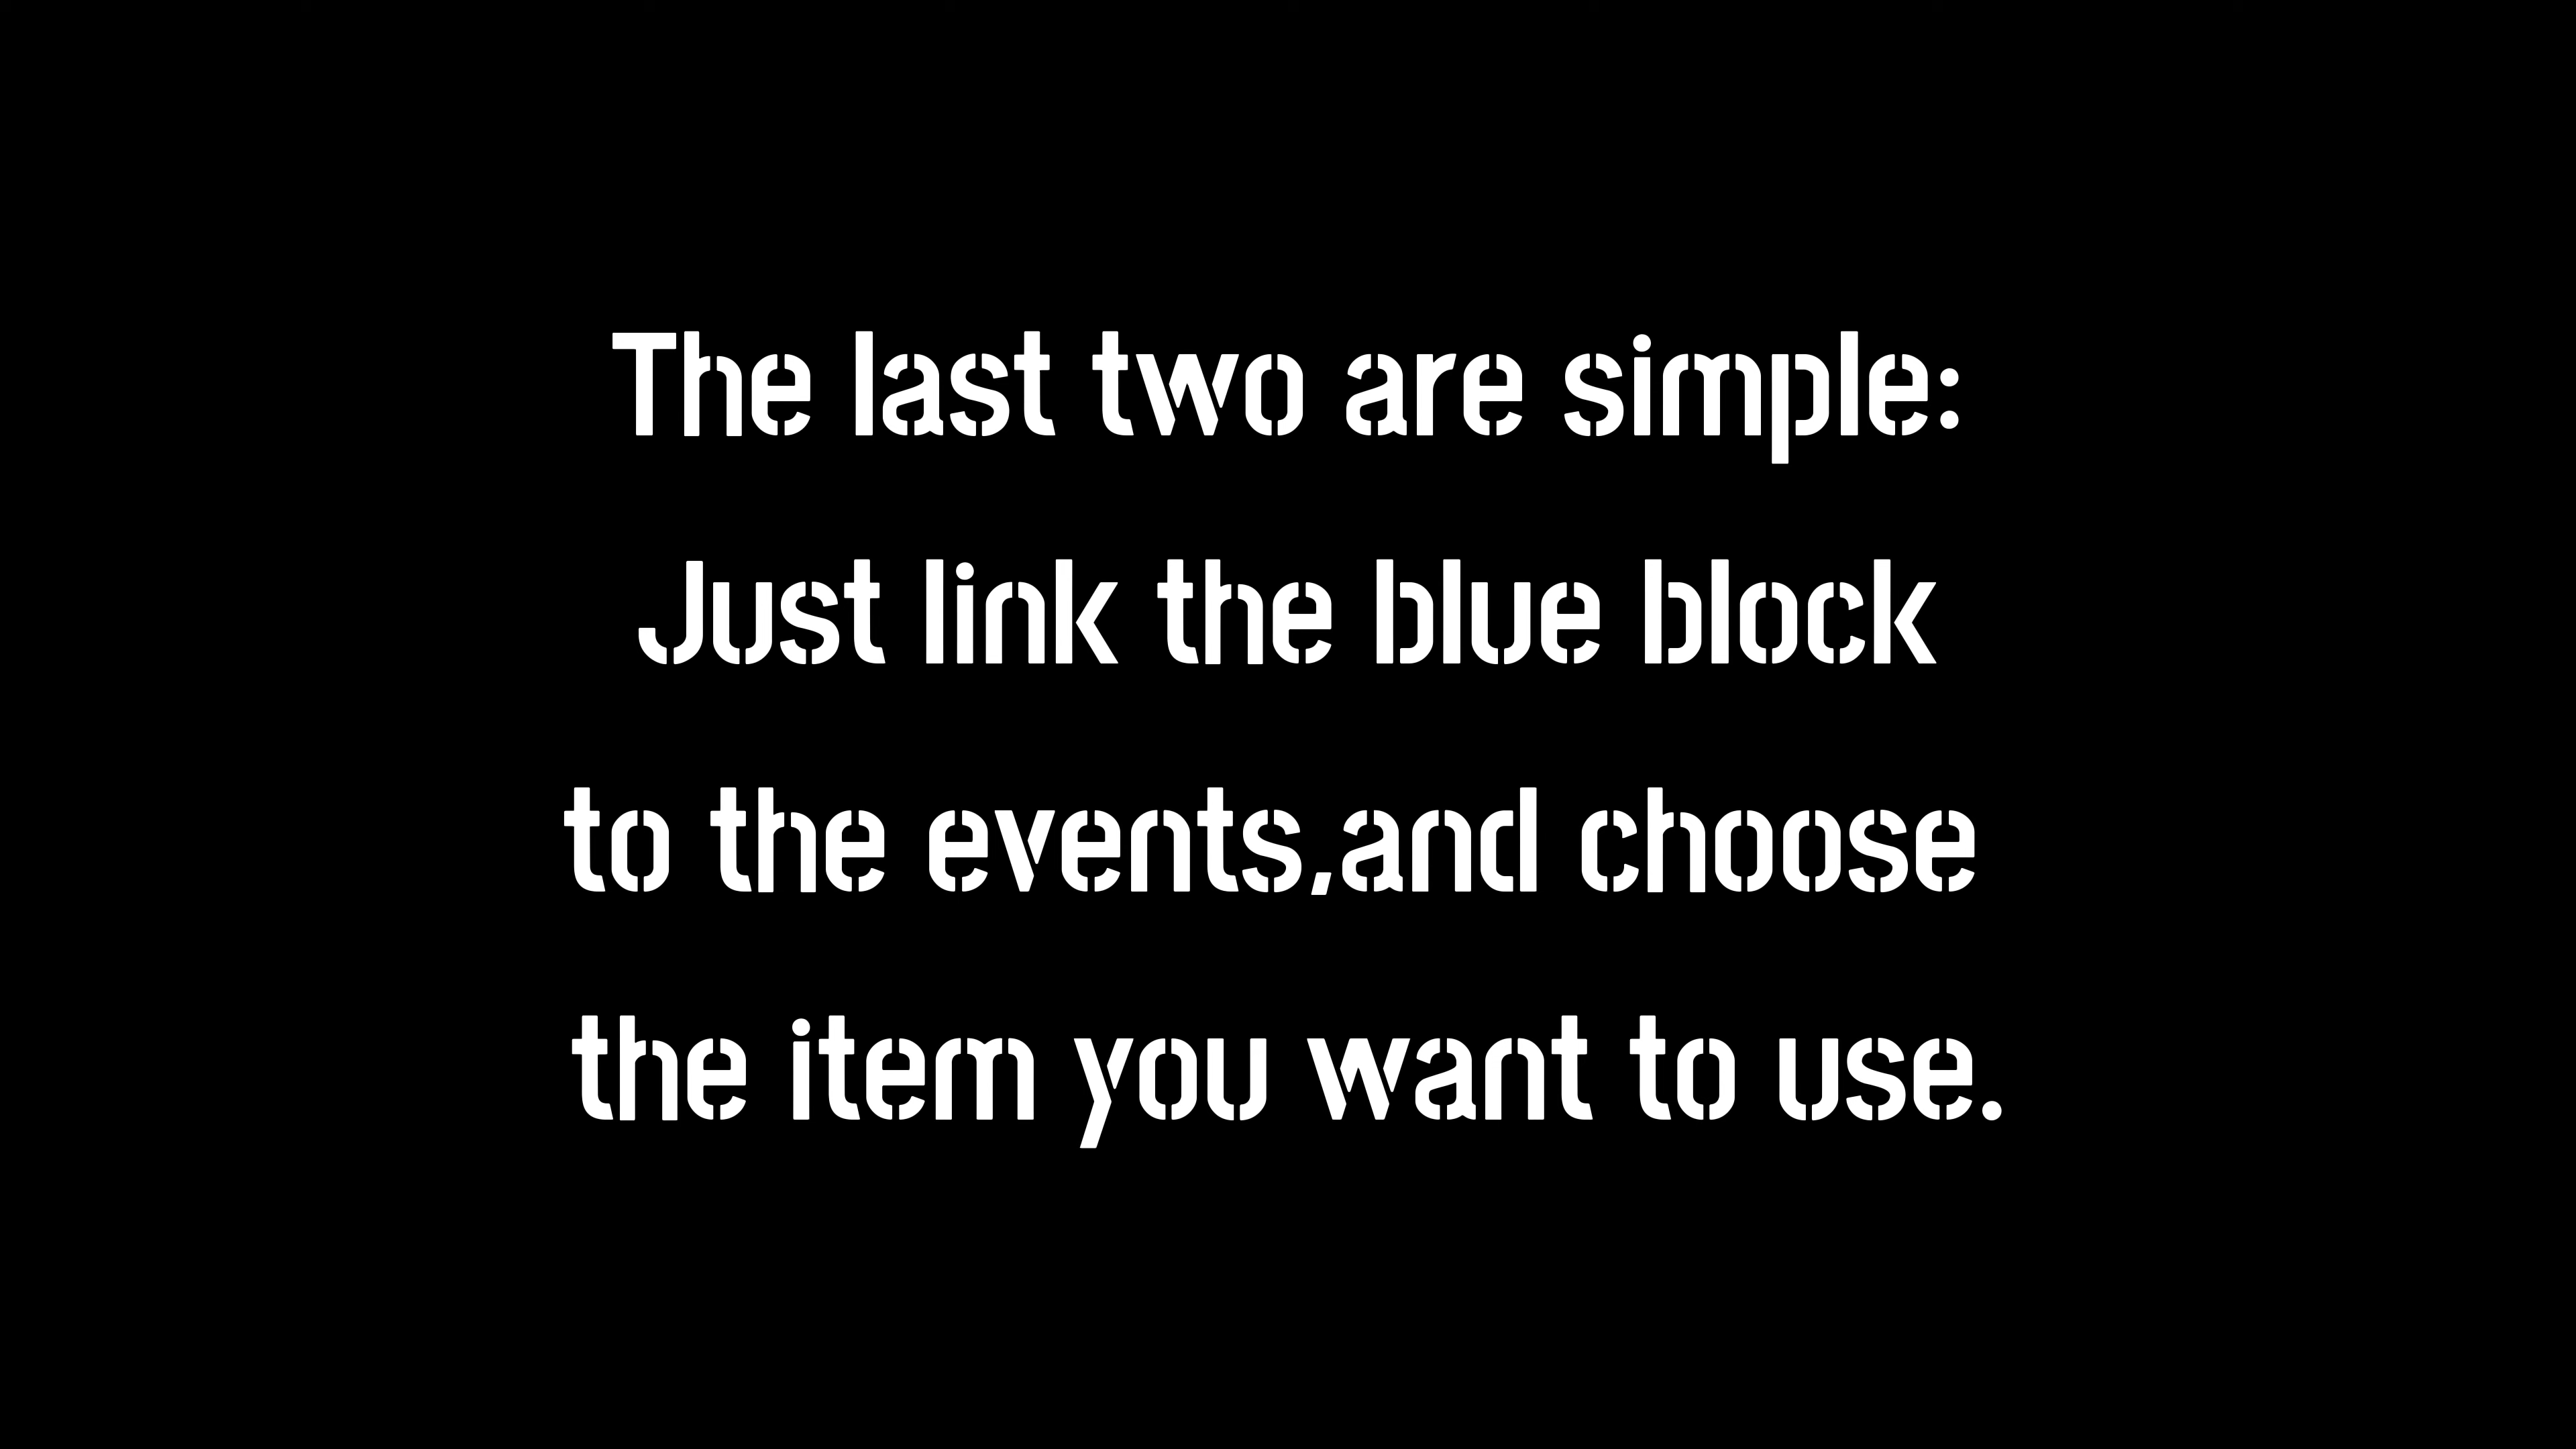 The last two are simple:
Just link the blue block
to the events,and choose
the item you want to use.